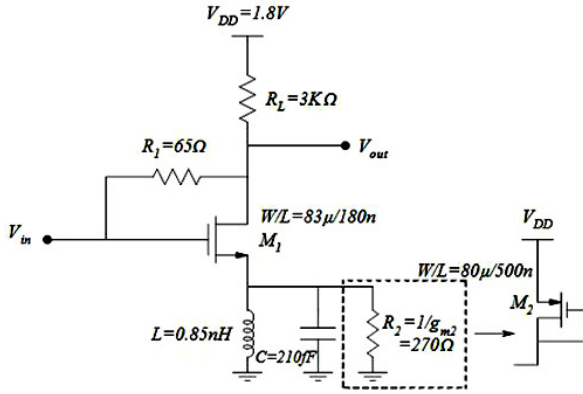 V_DD=1.8V
R_L=3KΩ
R_1=65Ω
V_out
W/L=83μ/180n
V_in
M_1
V_DD
W/L=80μ/500n
M_2
L=0.85nH
C=210fF
R_2=1/g_m2
=270Ω